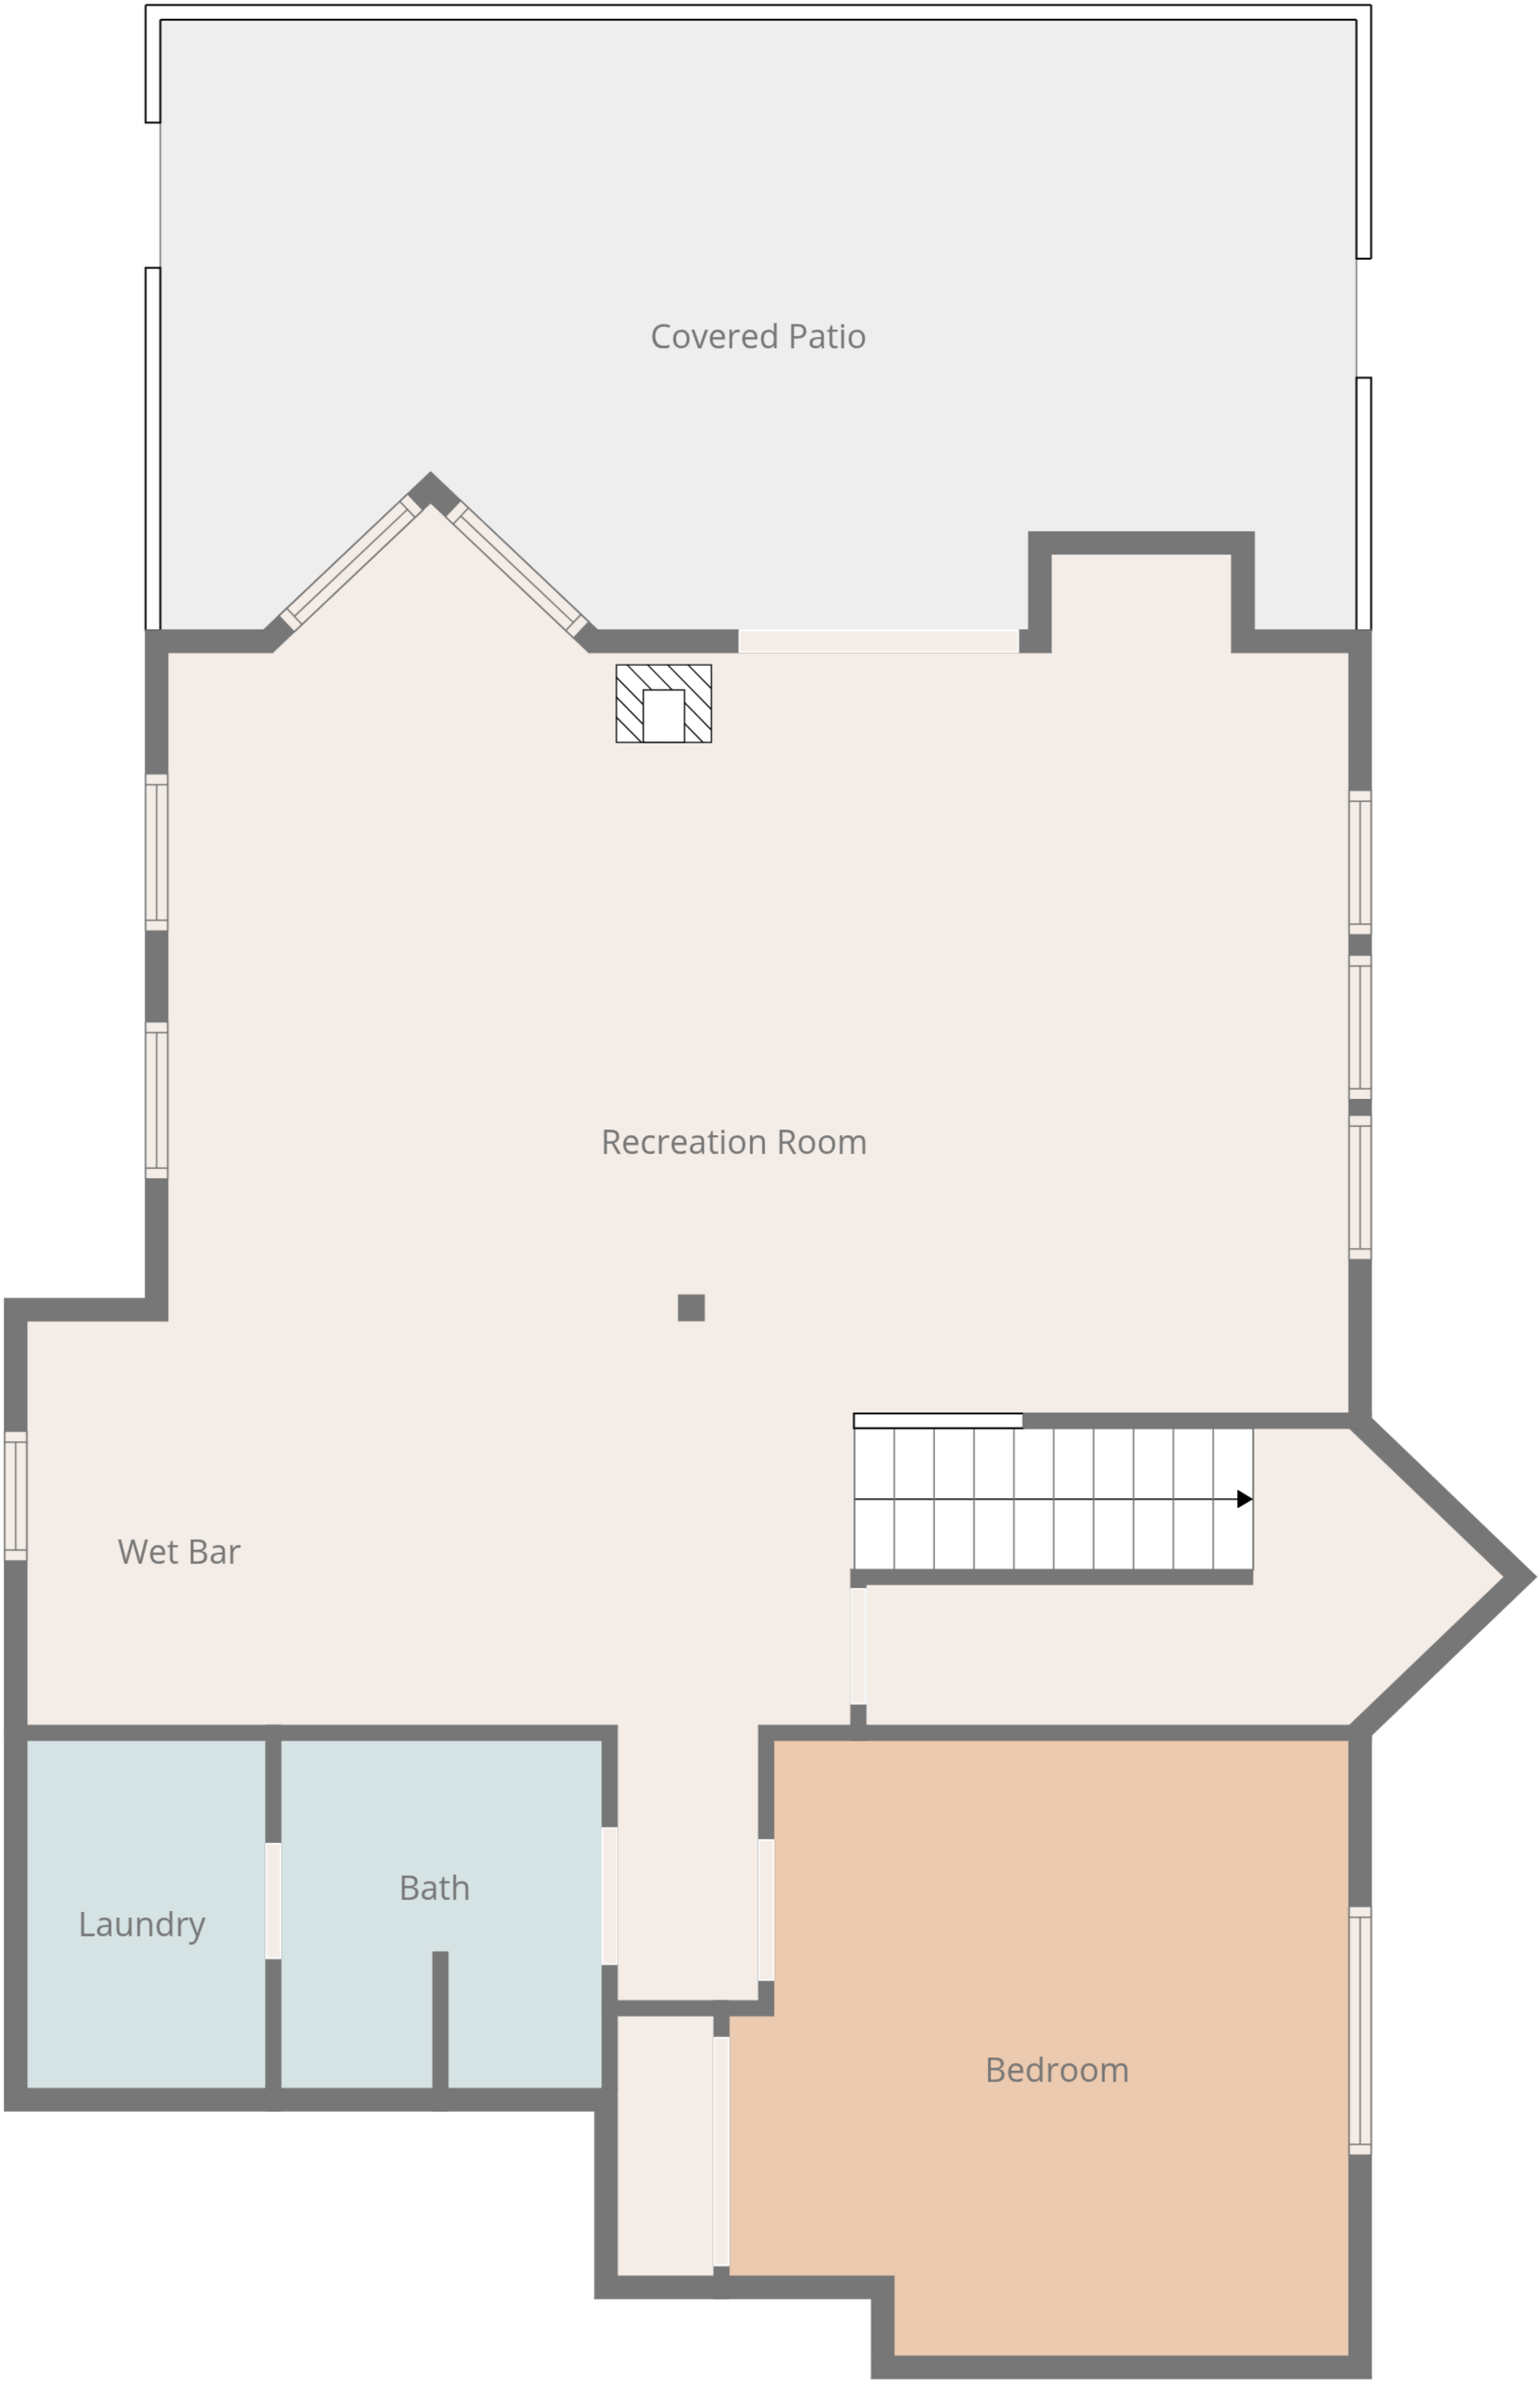 Covered Patio
Recreation Room
Wet Bar
Bath
Laundry
Bedroom